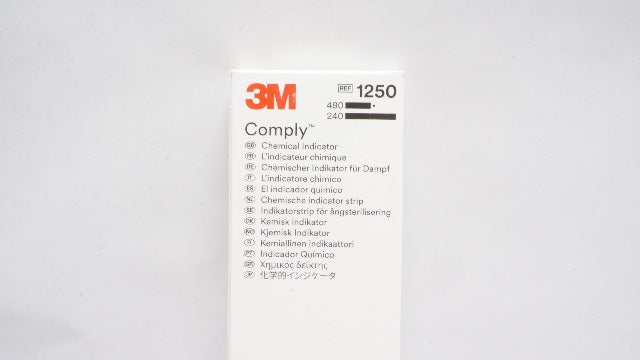 3M
REF 1250
480
240
Comply™
GB Chemical Indicator
FR L'indicateur chimique
DE Chemischer Indikator für Dampf
IT L'indicatore chimico
ES El indicador químico
NL Chemische indicator strip
SE Indikatorstrip för ångsterilisering
DK Kemisk indikator
NO Kjemisk Indikator
FI Kemiallinen indikaattori
PT Indicador Químico
GR Χημικός δείκτης
JP 化学的インジケータ